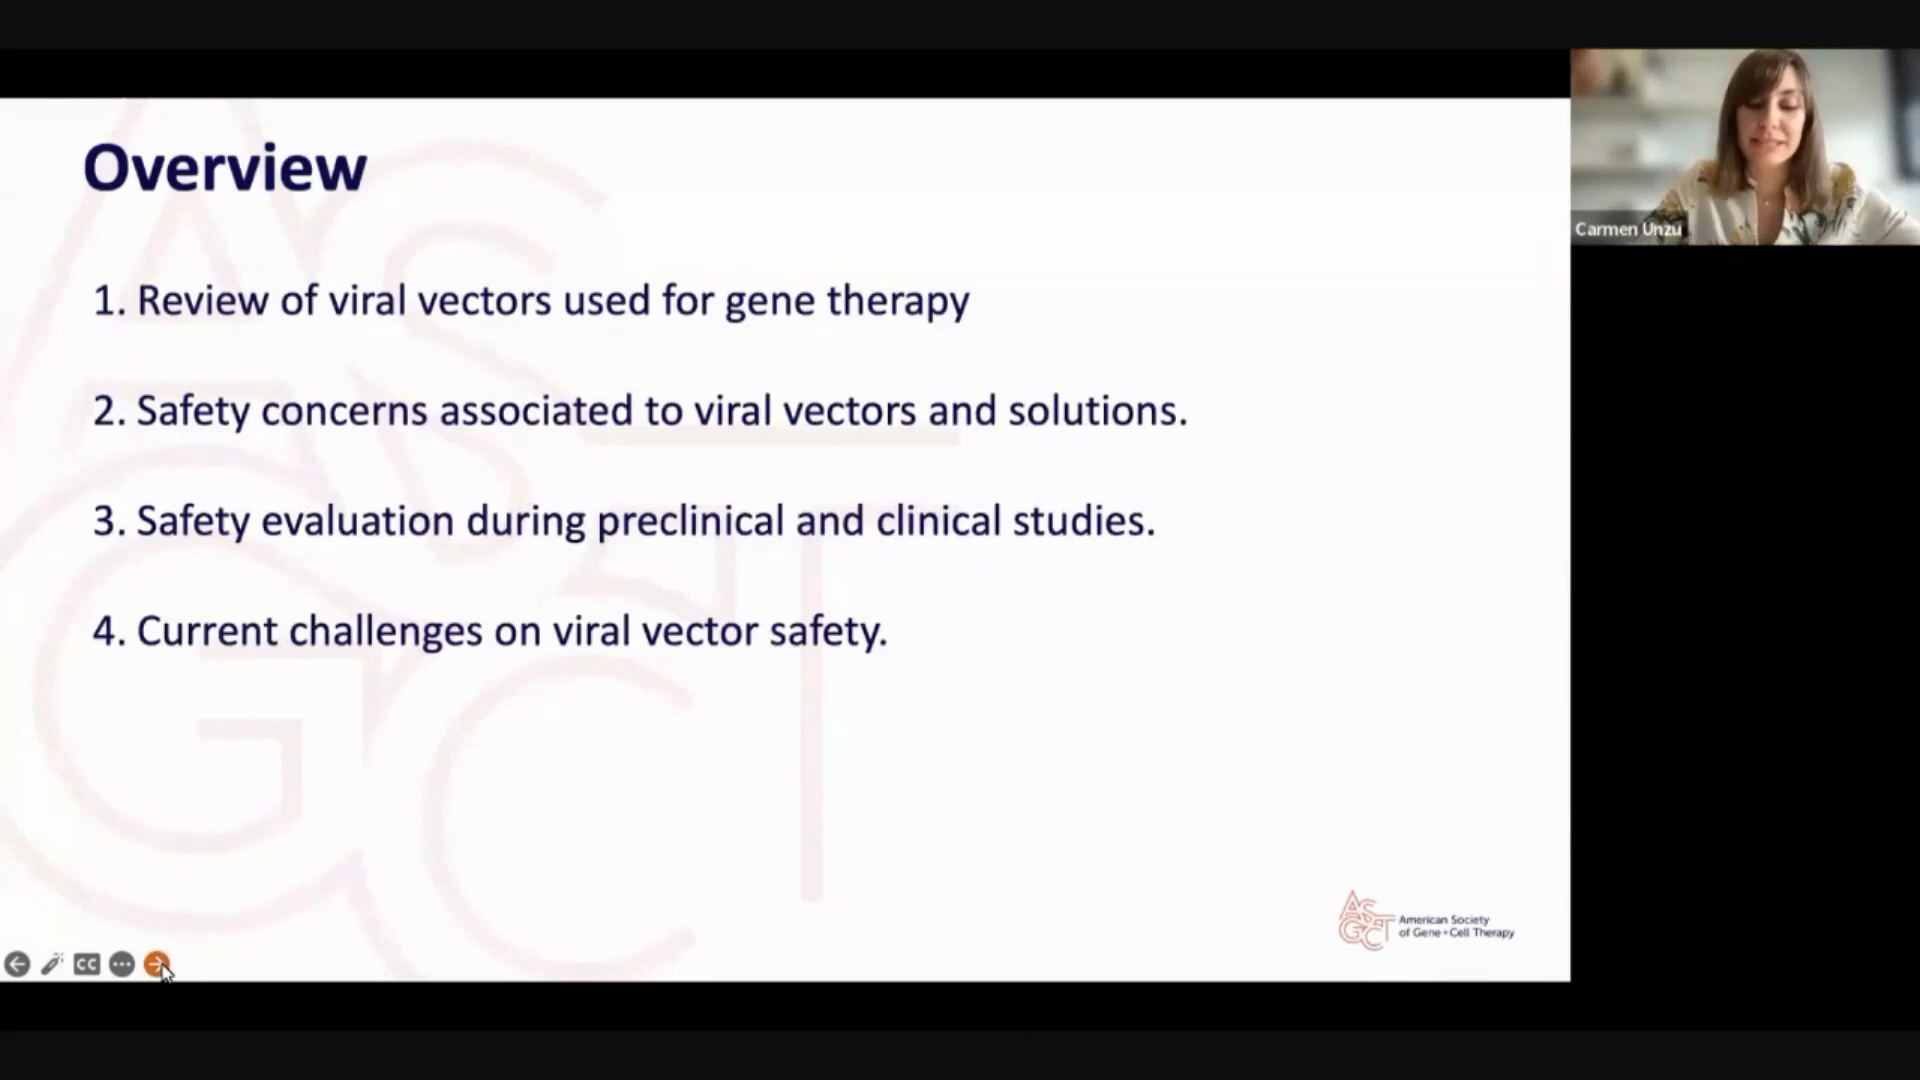 Overview
1. Review of viral vectors used for gene therapy
2. Safety concerns associated to viral vectors and solutions.
3. Safety evaluation during preclinical and clinical studies.
4. Current challenges on viral vector safety.
Carmen Unzu
ASGCT
American Society
of Gene+Cell Therapy
CC